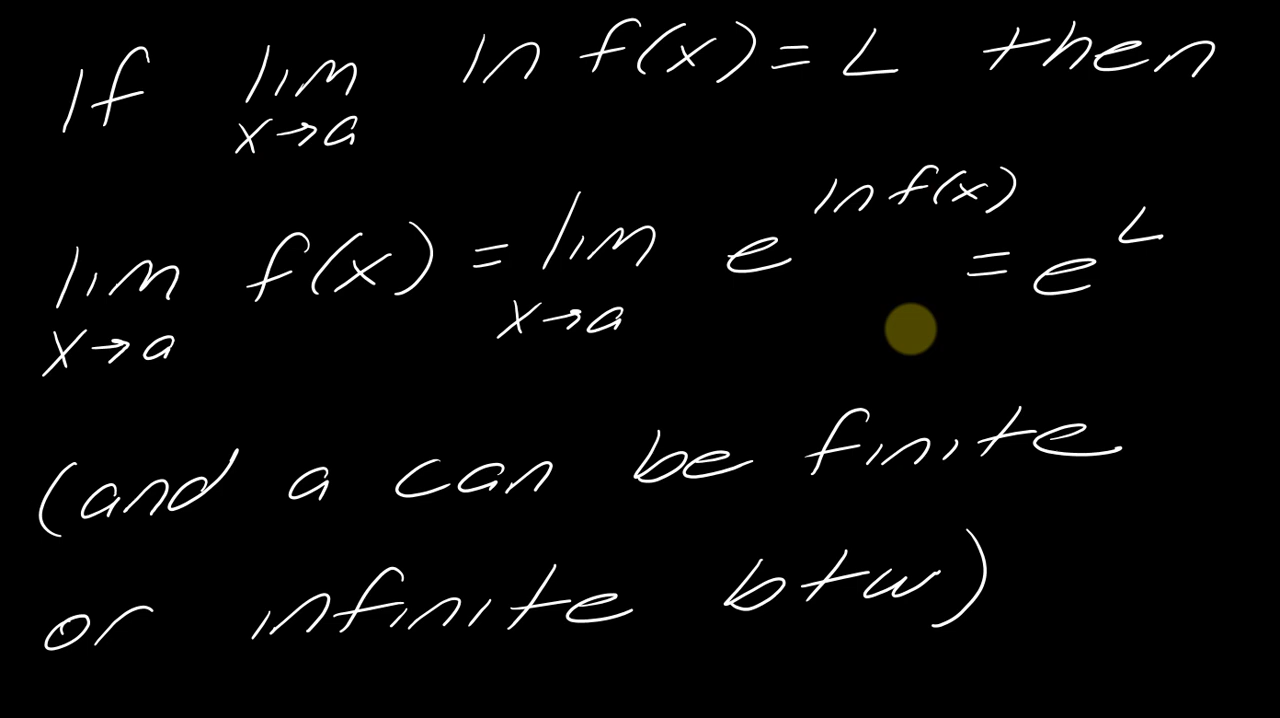 If lim x→a ln f(x) = L then
lim x→a f(x) = lim x→a e^ln f(x) = e^L
(and a can be finite
or infinite btw)